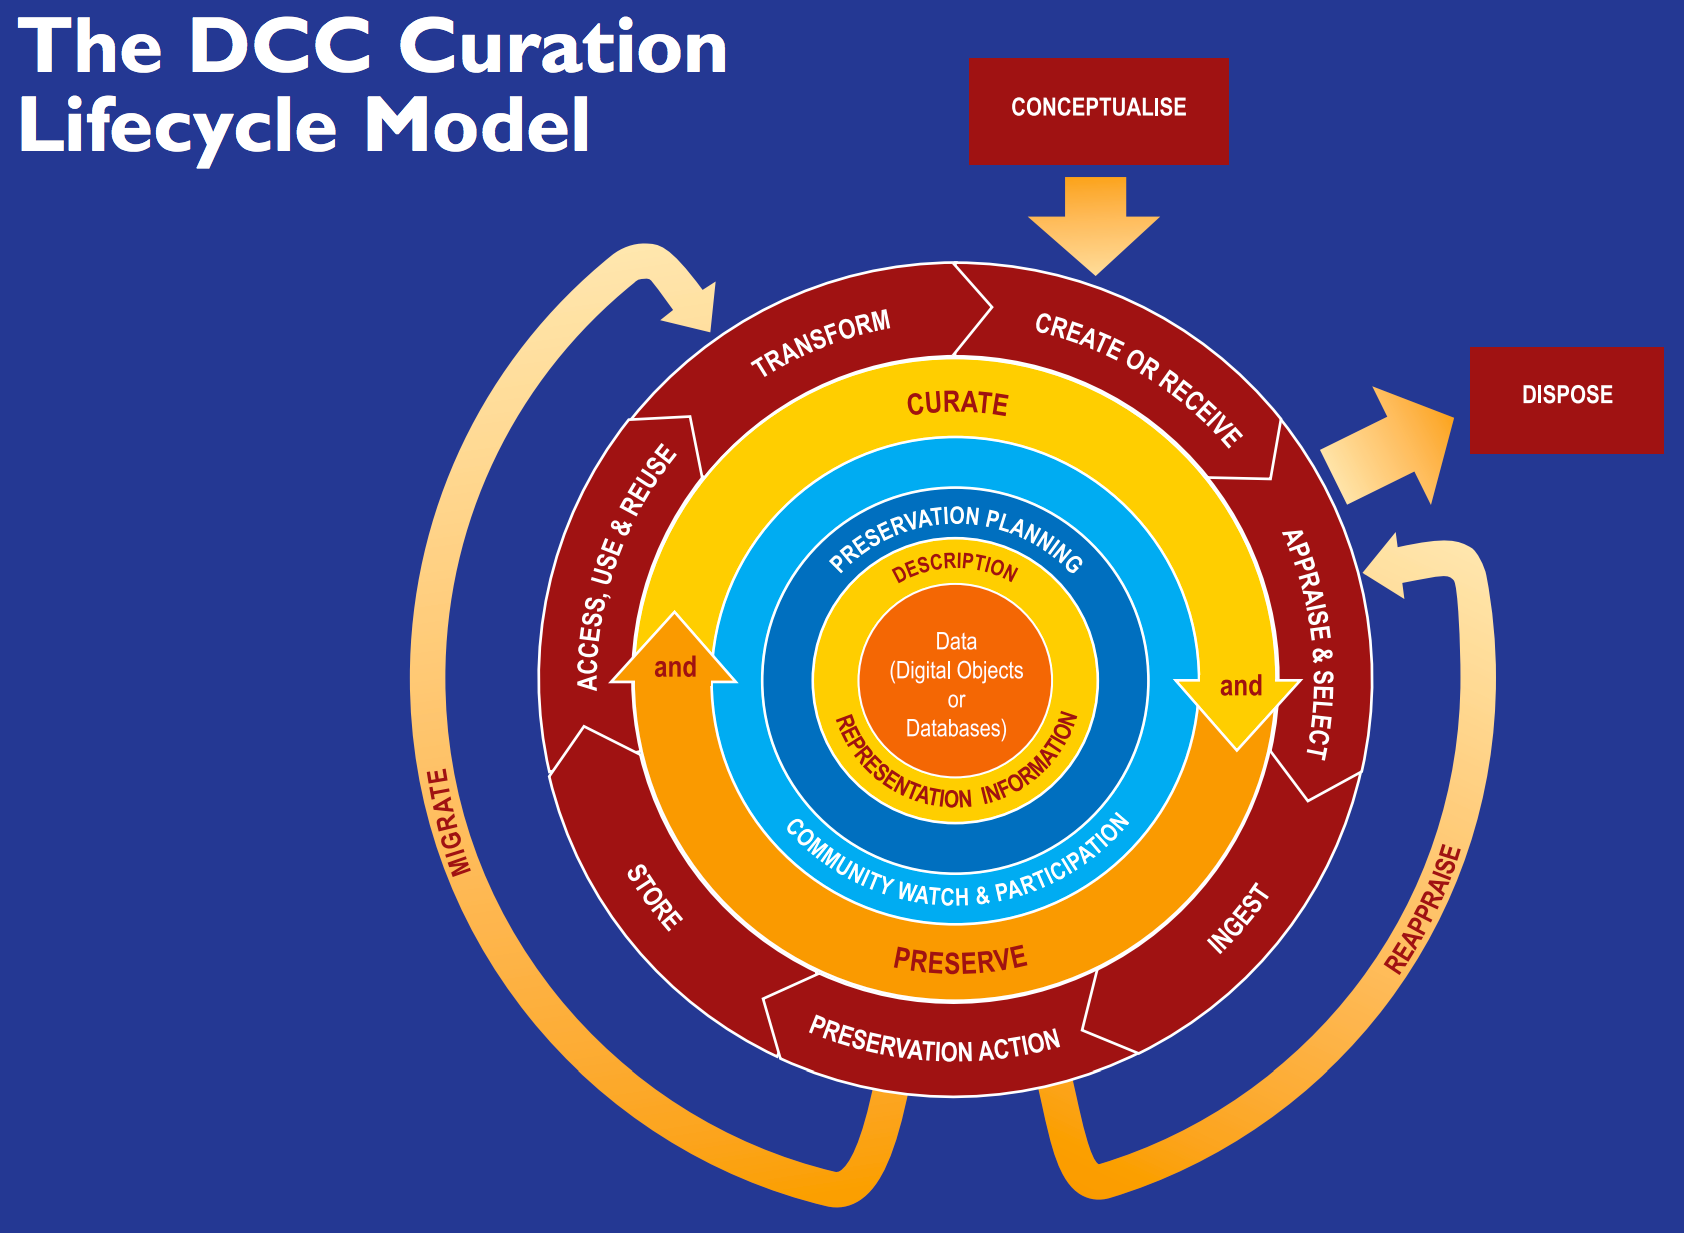 The DCC Curation
Lifecycle Model
CONCEPTUALISE
DISPOSE
CREATE OR RECEIVE
APPRAISE & SELECT
INGEST
PRESERVATION ACTION
STORE
ACCESS, USE & REUSE
TRANSFORM
CURATE
and
PRESERVE
and
COMMUNITY WATCH & PARTICIPATION
PRESERVATION PLANNING
DESCRIPTION
REPRESENTATION INFORMATION
Data
(Digital Objects
or
Databases)
MIGRATE
REAPPRAISE